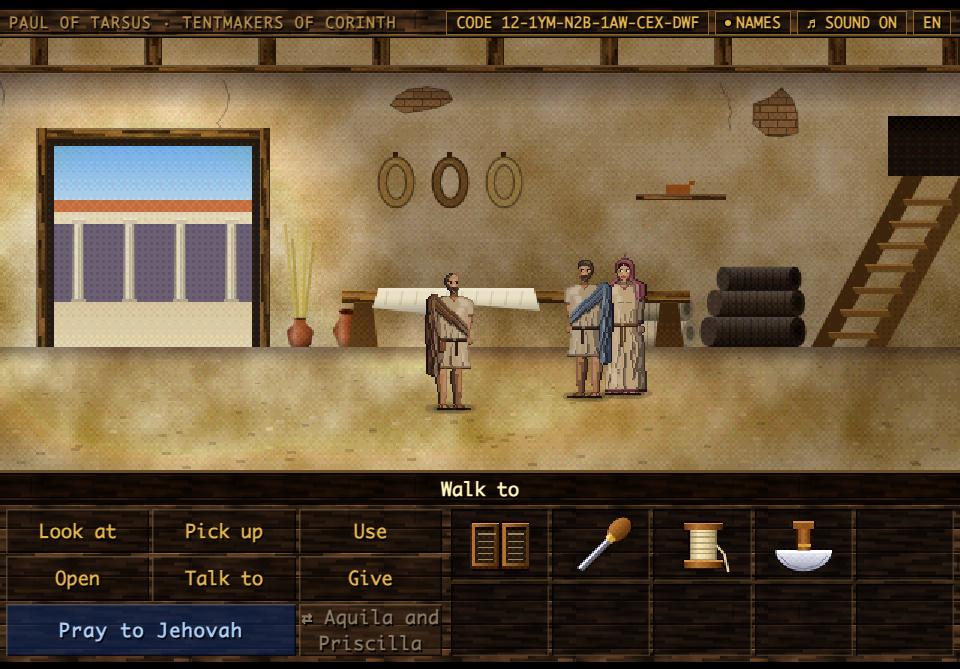 PAUL OF TARSUS · TENTMAKERS OF CORINTH
CODE 12-1YM-N2B-1AW-CEX-DWF
• NAMES
♬ SOUND ON
EN
Walk to
Look at
Pick up
Use
Open
Talk to
Give
Pray to Jehovah
⇄ Aquila and
Priscilla